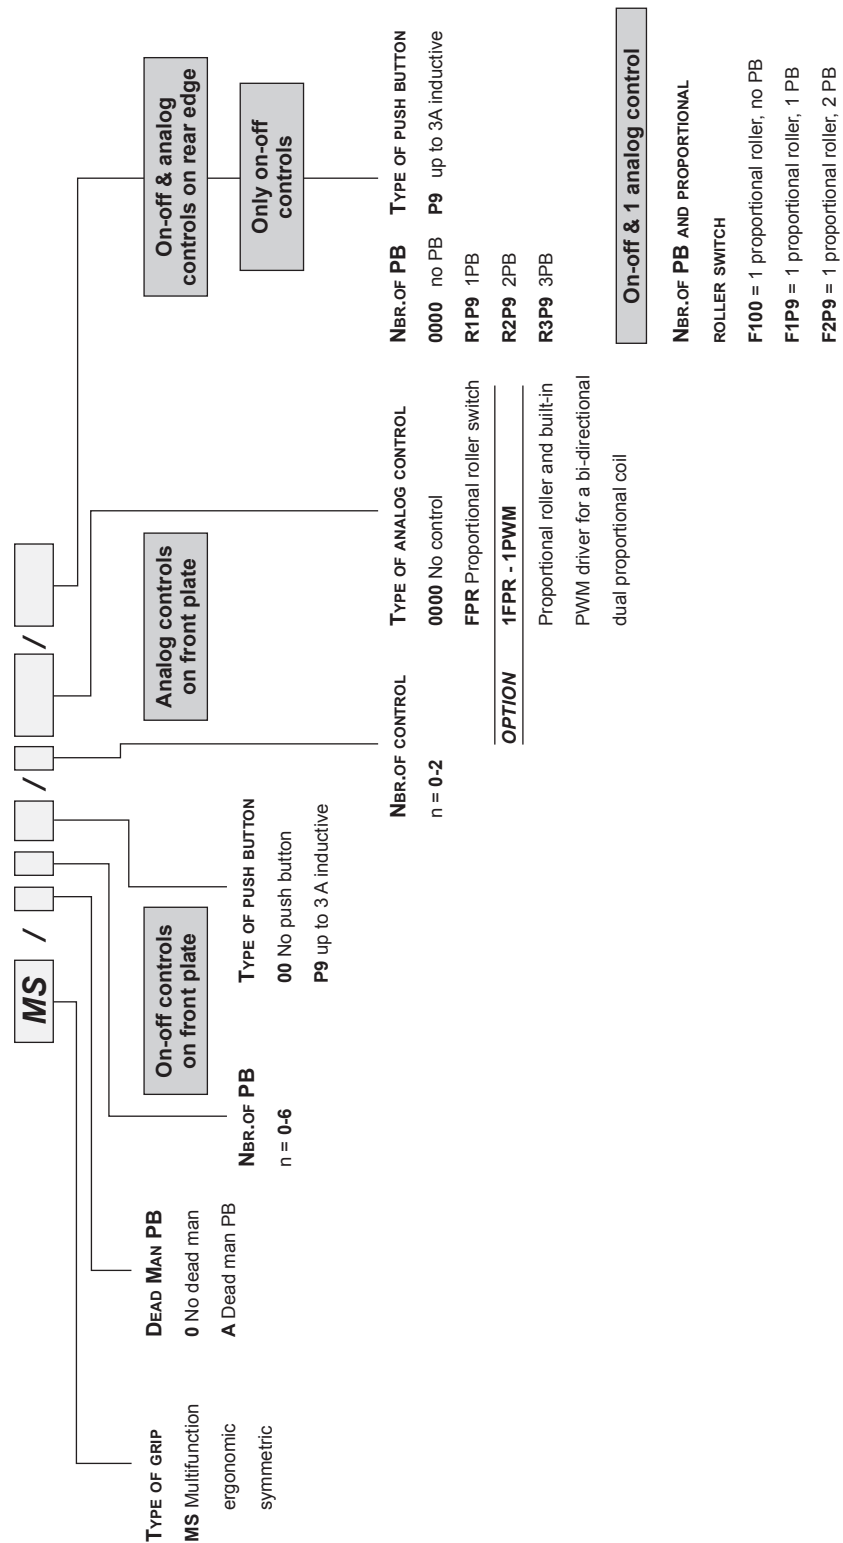 MS / / /
TYPE OF GRIP
MS Multifunction
ergonomic
symmetric
DEAD MAN PB
0 No dead man
A Dead man PB
On-off controls
on front plate
NBR.OF PB
n = 0-6
TYPE OF PUSH BUTTON
00 No push button
P9 up to 3 A inductive
Analog controls
on front plate
NBR.OF CONTROL
n = 0-2
TYPE OF ANALOG CONTROL
0000 No control
FPR Proportional roller switch
OPTION 1FPR - 1PWM
Proportional roller and built-in
PWM driver for a bi-directional
dual proportional coil
On-off & analog
controls on rear edge
Only on-off
controls
NBR.OF PB
0000 no PB
R1P9 1PB
R2P9 2PB
R3P9 3PB
TYPE OF PUSH BUTTON
P9 up to 3A inductive
On-off & 1 analog control
NBR.OF PB AND PROPORTIONAL
ROLLER SWITCH
F100 = 1 proportional roller, no PB
F1P9 = 1 proportional roller, 1 PB
F2P9 = 1 proportional roller, 2 PB